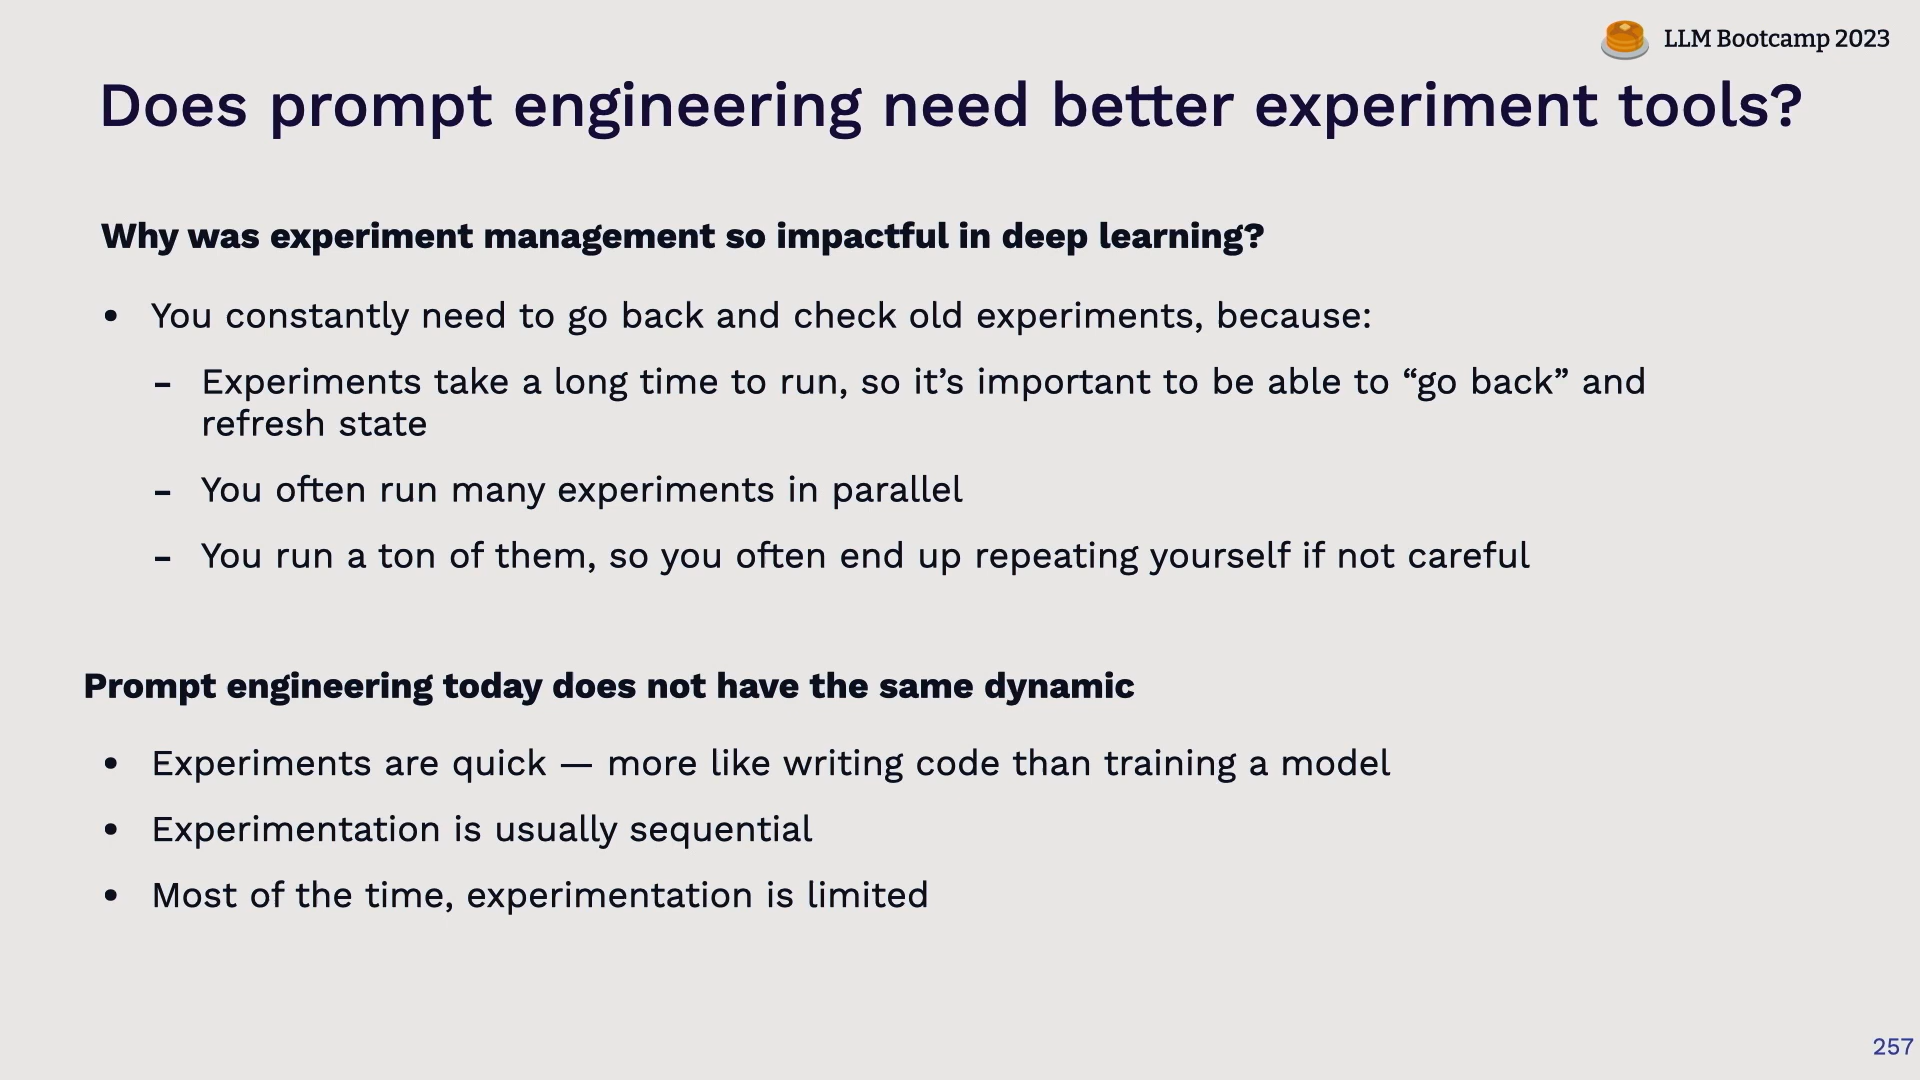 LLM Bootcamp 2023
Does prompt engineering need better experiment tools?
Why was experiment management so impactful in deep learning?
• You constantly need to go back and check old experiments, because:
- Experiments take a long time to run, so it’s important to be able to “go back” and
refresh state
- You often run many experiments in parallel
- You run a ton of them, so you often end up repeating yourself if not careful
Prompt engineering today does not have the same dynamic
• Experiments are quick — more like writing code than training a model
• Experimentation is usually sequential
• Most of the time, experimentation is limited
257